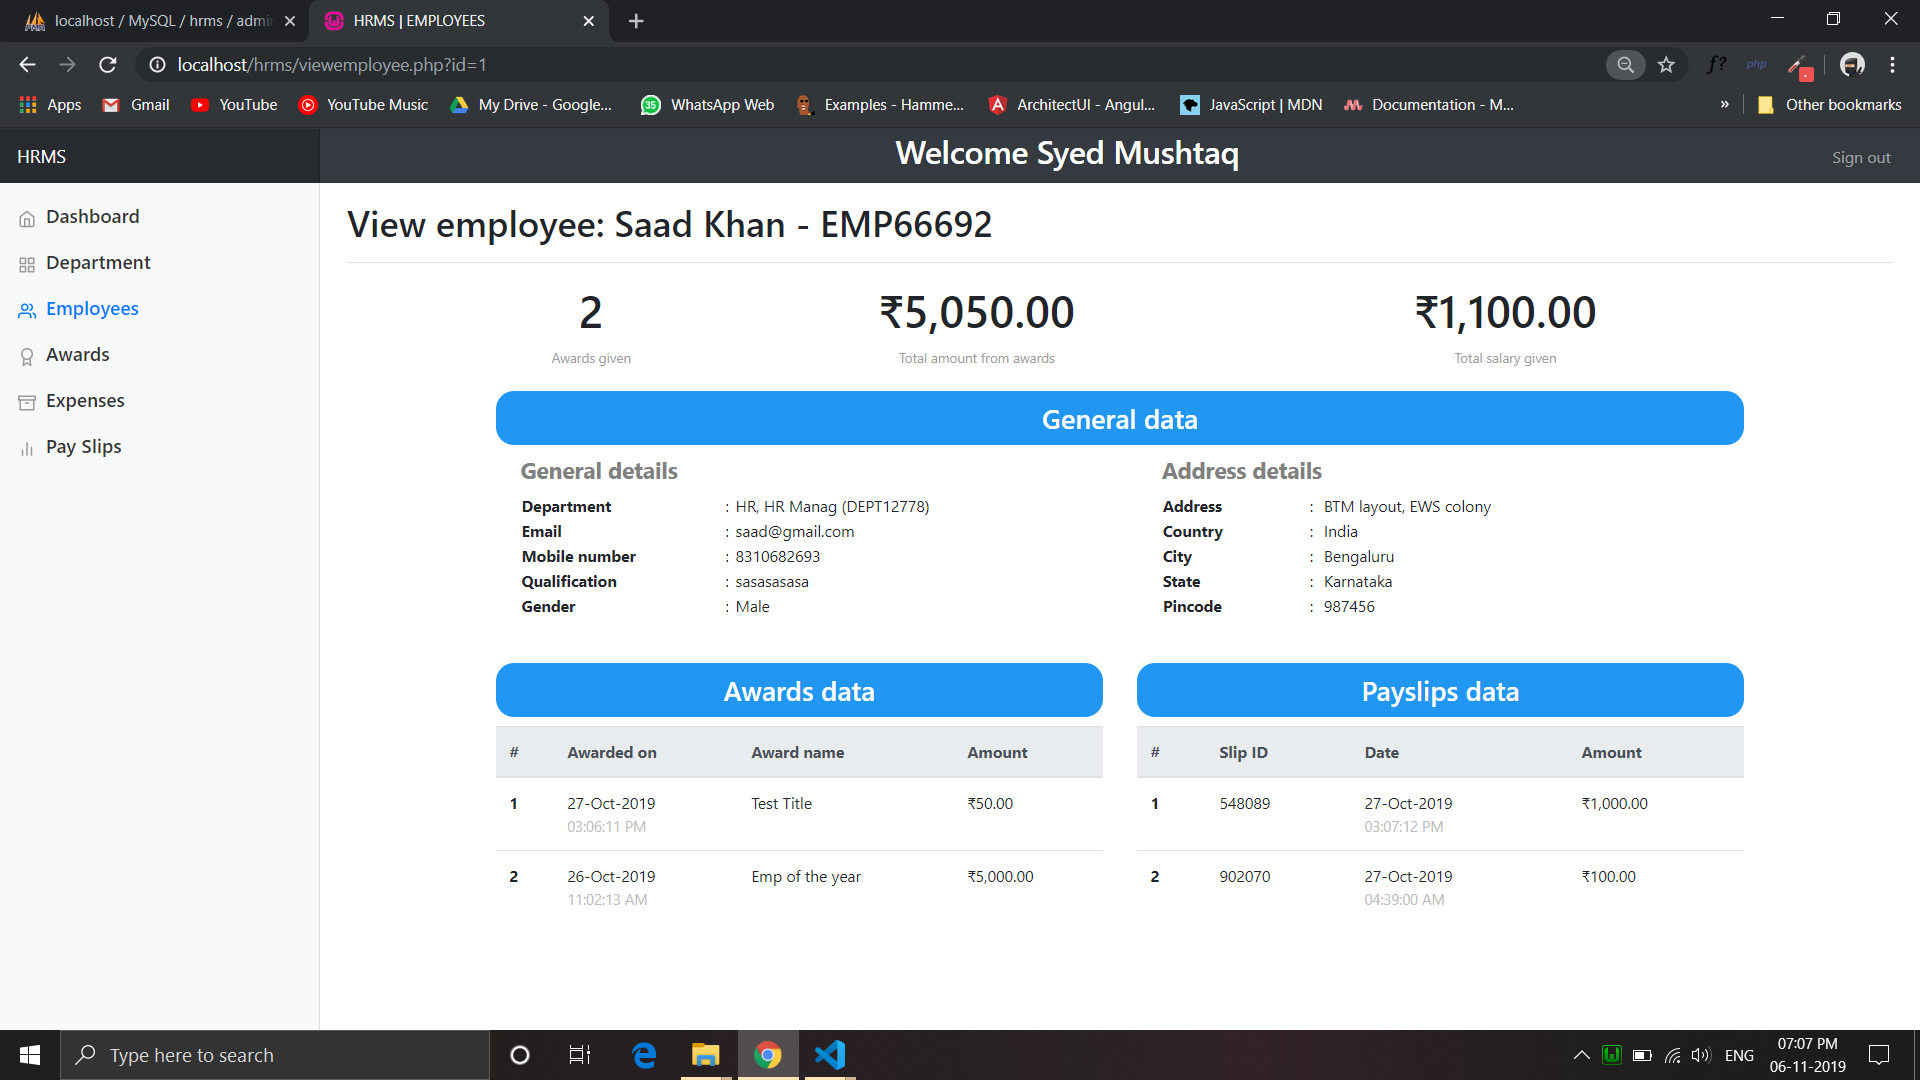 localhost / MySQL / hrms / admi
HRMS | EMPLOYEES
localhost/hrms/viewemployee.php?id=1
f?
php
Apps
Gmail
YouTube
YouTube Music
My Drive - Google...
35
WhatsApp Web
Examples - Hamme...
ArchitectUI - Angul...
JavaScript | MDN
Documentation - M...
»
Other bookmarks
HRMS
Welcome Syed Mushtaq
Sign out
Dashboard
Department
Employees
Awards
Expenses
Pay Slips
View employee: Saad Khan - EMP66692
2
Awards given
₹5,050.00
Total amount from awards
₹1,100.00
Total salary given
General data
General details
Department : HR, HR Manag (DEPT12778)
Email : saad@gmail.com
Mobile number : 8310682693
Qualification : sasasasasa
Gender : Male
Address details
Address : BTM layout, EWS colony
Country : India
City : Bengaluru
State : Karnataka
Pincode : 987456
Awards data
# Awarded on Award name Amount
1 27-Oct-2019 Test Title ₹50.00
03:06:11 PM
2 26-Oct-2019 Emp of the year ₹5,000.00
11:02:13 AM
Payslips data
# Slip ID Date Amount
1 548089 27-Oct-2019 ₹1,000.00
03:07:12 PM
2 902070 27-Oct-2019 ₹100.00
04:39:00 AM
Type here to search
ENG
07:07 PM
06-11-2019